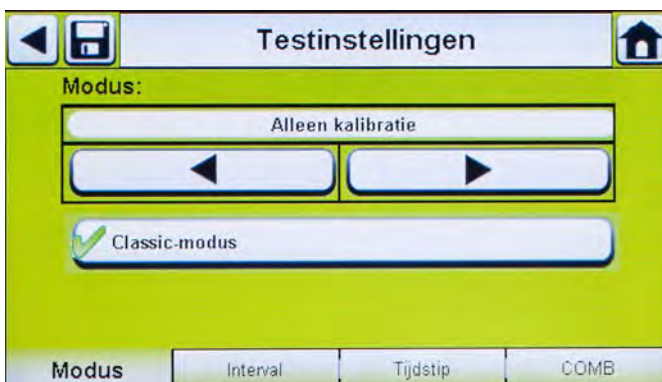 Testinstellingen
Modus:
Alleen kalibratie
Classic-modus
Modus Interval Tijdstip COMB